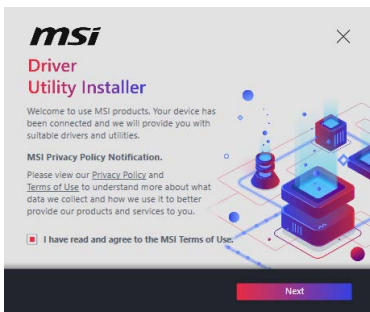 msi
Driver
Utility Installer
Welcome to use MSI products. Your device has
been connected and we will provide you with
suitable drivers and utilities.
MSI Privacy Policy Notification.
Please view our Privacy Policy and
Terms of Use to understand more about what
data we collect and how we use it to better
provide our products and services to you.
I have read and agree to the MSI Terms of Use.
Next